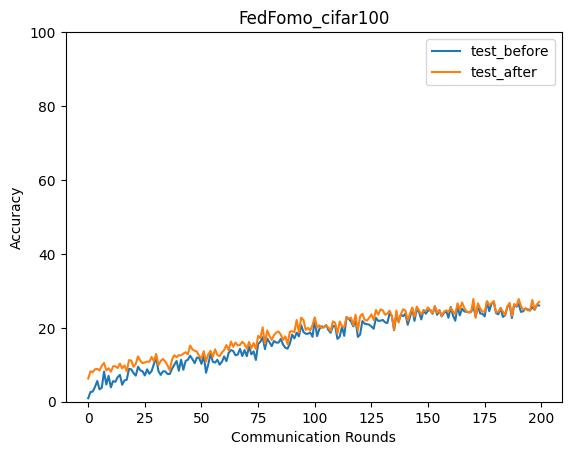 FedFomo_cifar100
test_before
test_after
100
80
60
40
20
0
Accuracy
0 25 50 75 100 125 150 175 200
Communication Rounds